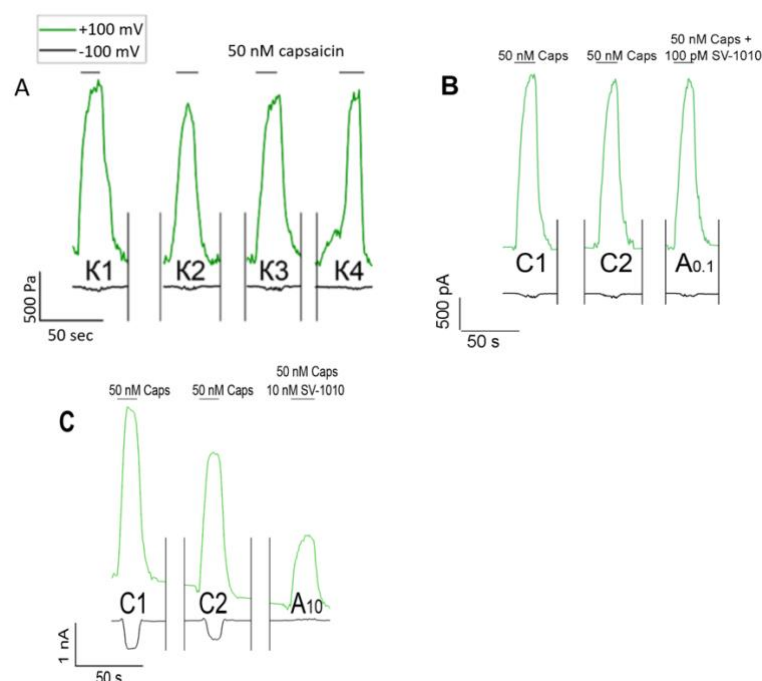 +100 mV
-100 mV
50 nM capsaicin
A
K1 K2 K3 K4
500 Pa
50 sec
B
50 nM Caps 50 nM Caps 50 nM Caps +
100 pM SV-1010
C1 C2 A0.1
500 pA
50 s
C
50 nM Caps 50 nM Caps 50 nM Caps
10 nM SV-1010
C1 C2 A10
1 nA
50 s